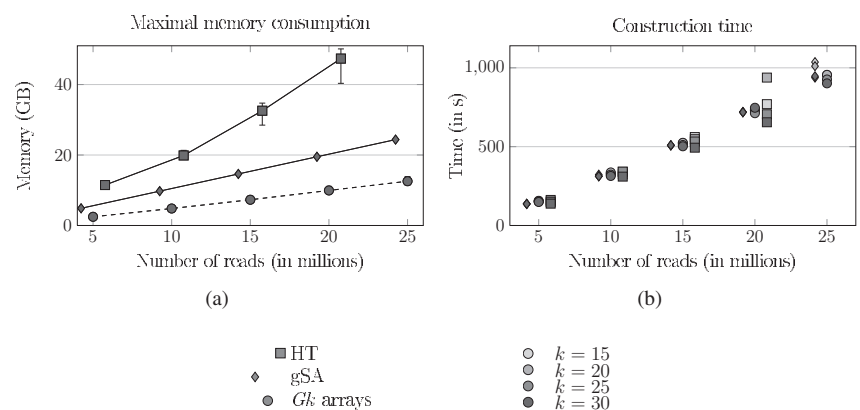 Maximal memory consumption
Memory (GB)
40
20
0
5 10 15 20 25
Number of reads (in millions)
(a)
Construction time
Time (in s)
1,000
500
0
5 10 15 20 25
Number of reads (in millions)
(b)
HT
gSA
Gk arrays
k = 15
k = 20
k = 25
k = 30